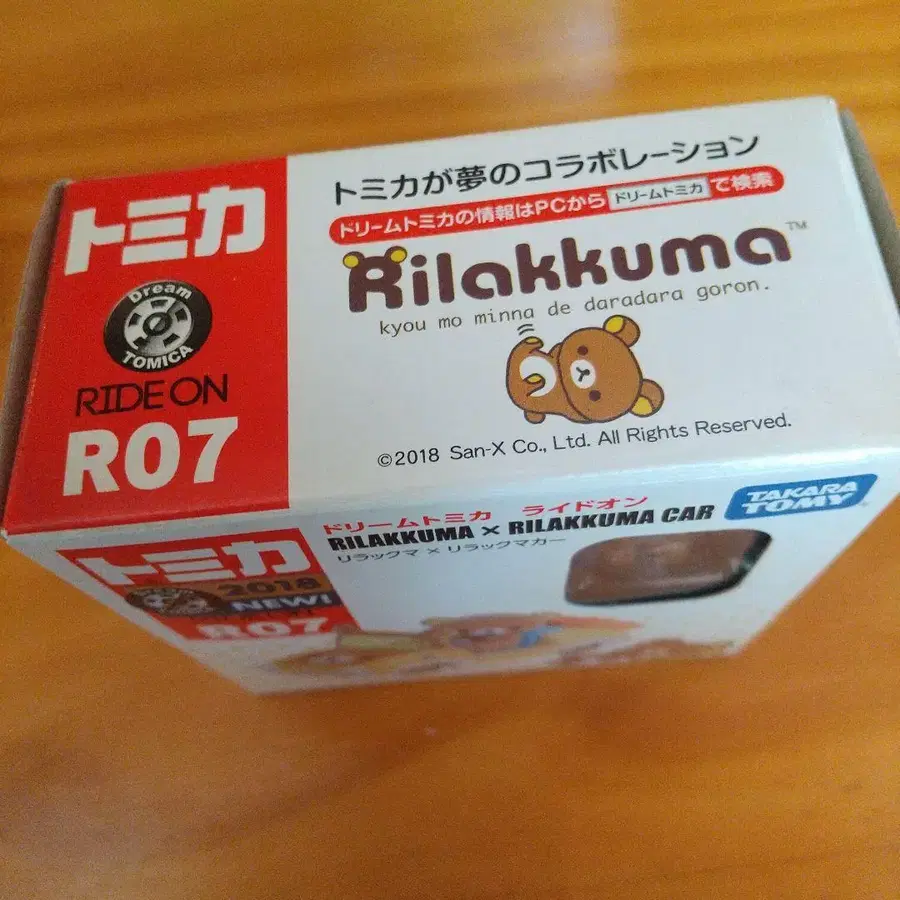 トミカ
Dream
TOMICA
RIDE ON
R07
トミカが夢のコラボレーション
ドリームトミカの情報はPCから ドリームトミカ で検索
Rilakkuma™
kyou mo minna de daradara goron.
©2018 San-X Co., Ltd. All Rights Reserved.
トミカ
2018
NEW!
R07
ドリームトミカ ライドオン
RILAKKUMA × RILAKKUMA CAR
リラックマ × リラックマカー
TAKARA
TOMY